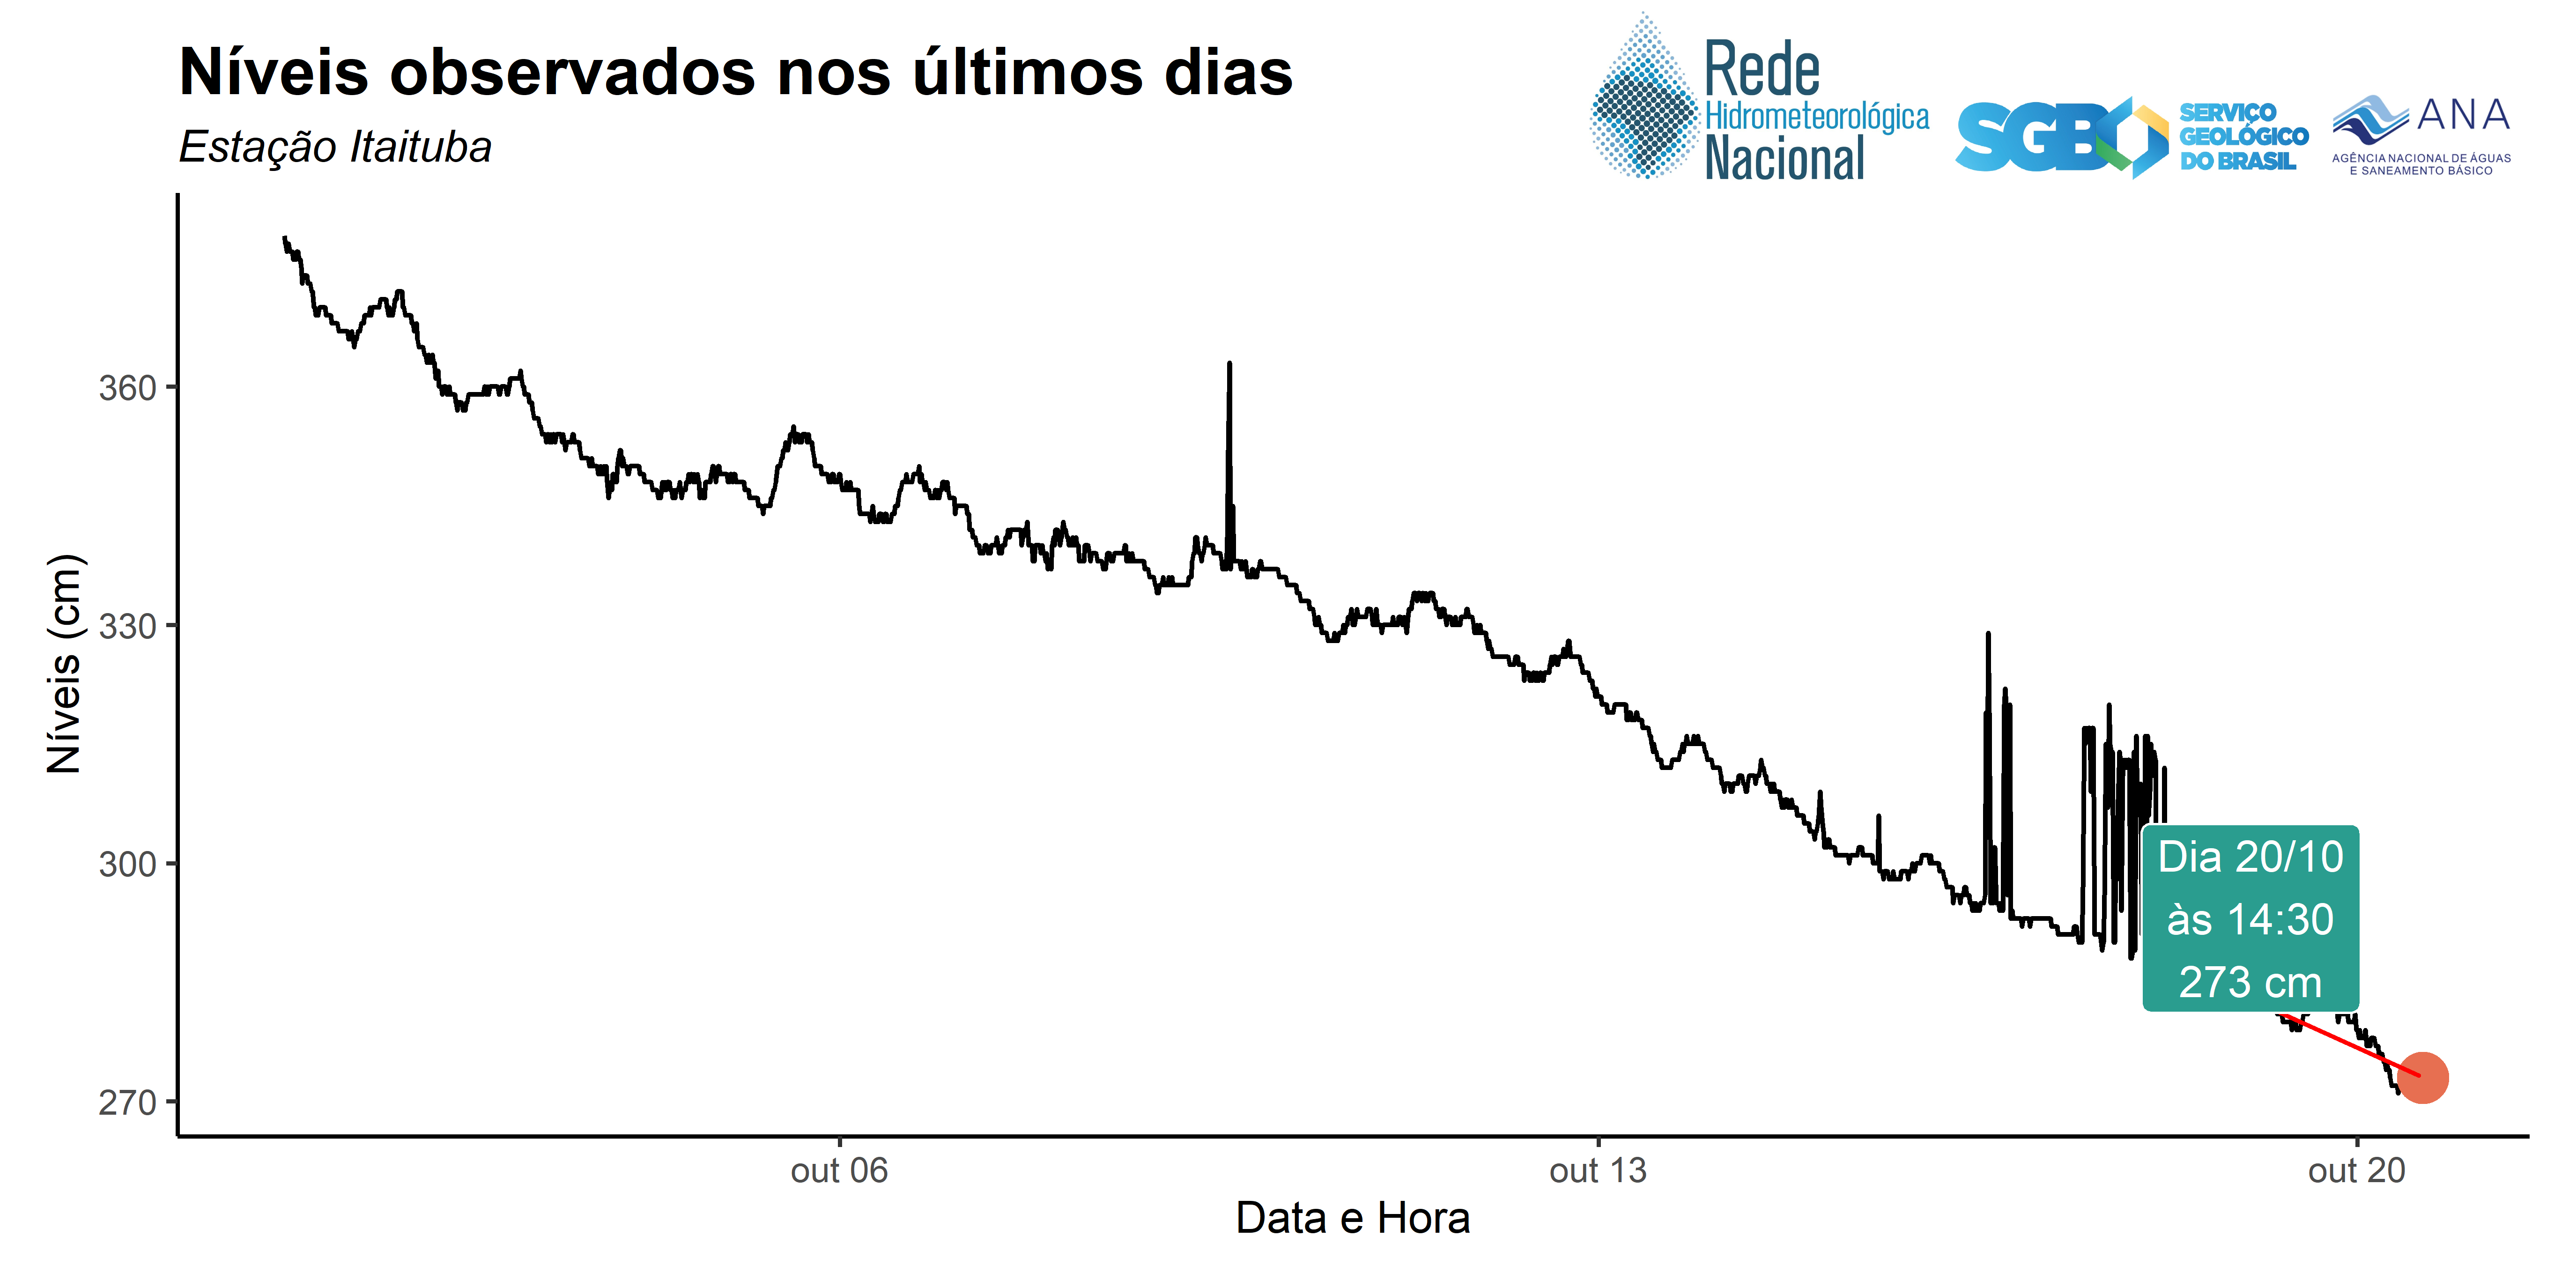 Níveis observados nos últimos dias
Estação Itaituba
Rede
Hidrometeorológica
Nacional
SGB
SERVIÇO
GEOLÓGICO
DO BRASIL
ANA
AGÊNCIA NACIONAL DE ÁGUAS
E SANEAMENTO BÁSICO
Níveis (cm)
360
330
300
270
Dia 20/10
às 14:30
273 cm
out 06
out 13
out 20
Data e Hora